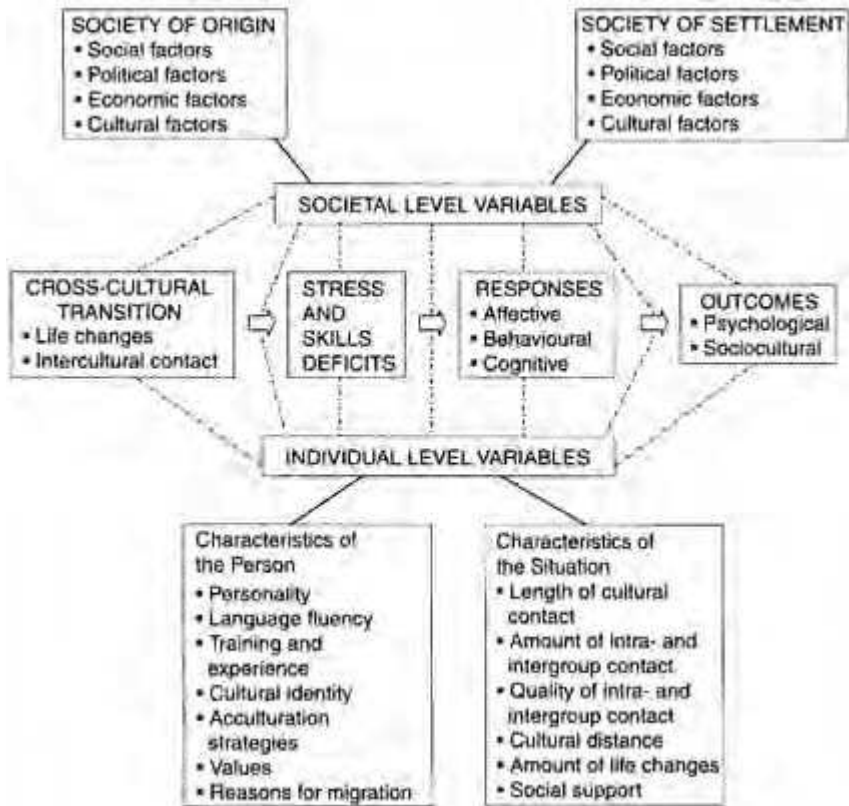 SOCIETY OF ORIGIN
▪ Social factors
▪ Political factors
▪ Economic factors
▪ Cultural factors
SOCIETY OF SETTLEMENT
▪ Social factors
▪ Political factors
▪ Economic factors
▪ Cultural factors
SOCIETAL LEVEL VARIABLES
CROSS-CULTURAL
TRANSITION
▪ Life changes
▪ Intercultural contact
STRESS
AND
SKILLS
DEFICITS
RESPONSES
▪ Affective
▪ Behavioural
▪ Cognitive
OUTCOMES
▪ Psychological
▪ Sociocultural
INDIVIDUAL LEVEL VARIABLES
Characteristics of
the Person
▪ Personality
▪ Language fluency
▪ Training and
experience
▪ Cultural identity
▪ Acculturation
strategies
▪ Values
▪ Reasons for migration
Characteristics of
the Situation
▪ Length of cultural
contact
▪ Amount of intra- and
intergroup contact
▪ Quality of intra- and
intergroup contact
▪ Cultural distance
▪ Amount of life changes
▪ Social support